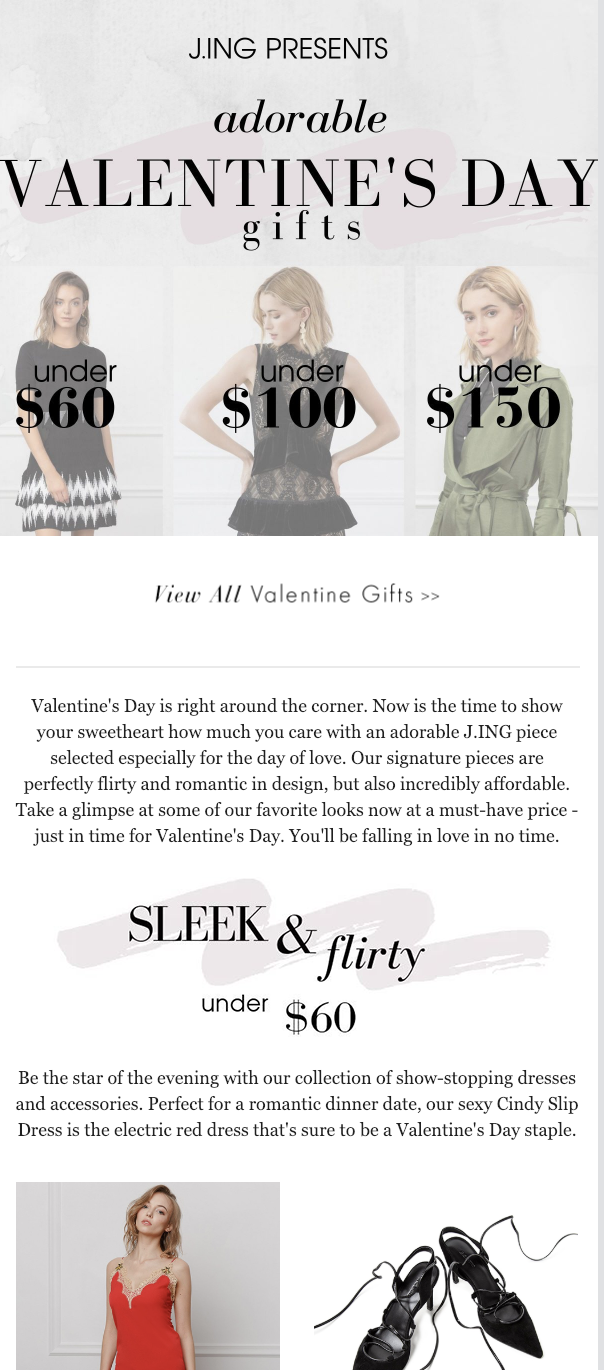 J.ING PRESENTS
adorable
VALENTINE'S DAY
gifts
under
$60
under
$100
under
$150
View All Valentine Gifts >>
Valentine's Day is right around the corner. Now is the time to show
your sweetheart how much you care with an adorable J.ING piece
selected especially for the day of love. Our signature pieces are
perfectly flirty and romantic in design, but also incredibly affordable.
Take a glimpse at some of our favorite looks now at a must-have price -
just in time for Valentine's Day. You'll be falling in love in no time.
SLEEK & flirty
under $60
Be the star of the evening with our collection of show-stopping dresses
and accessories. Perfect for a romantic dinner date, our sexy Cindy Slip
Dress is the electric red dress that's sure to be a Valentine's Day staple.